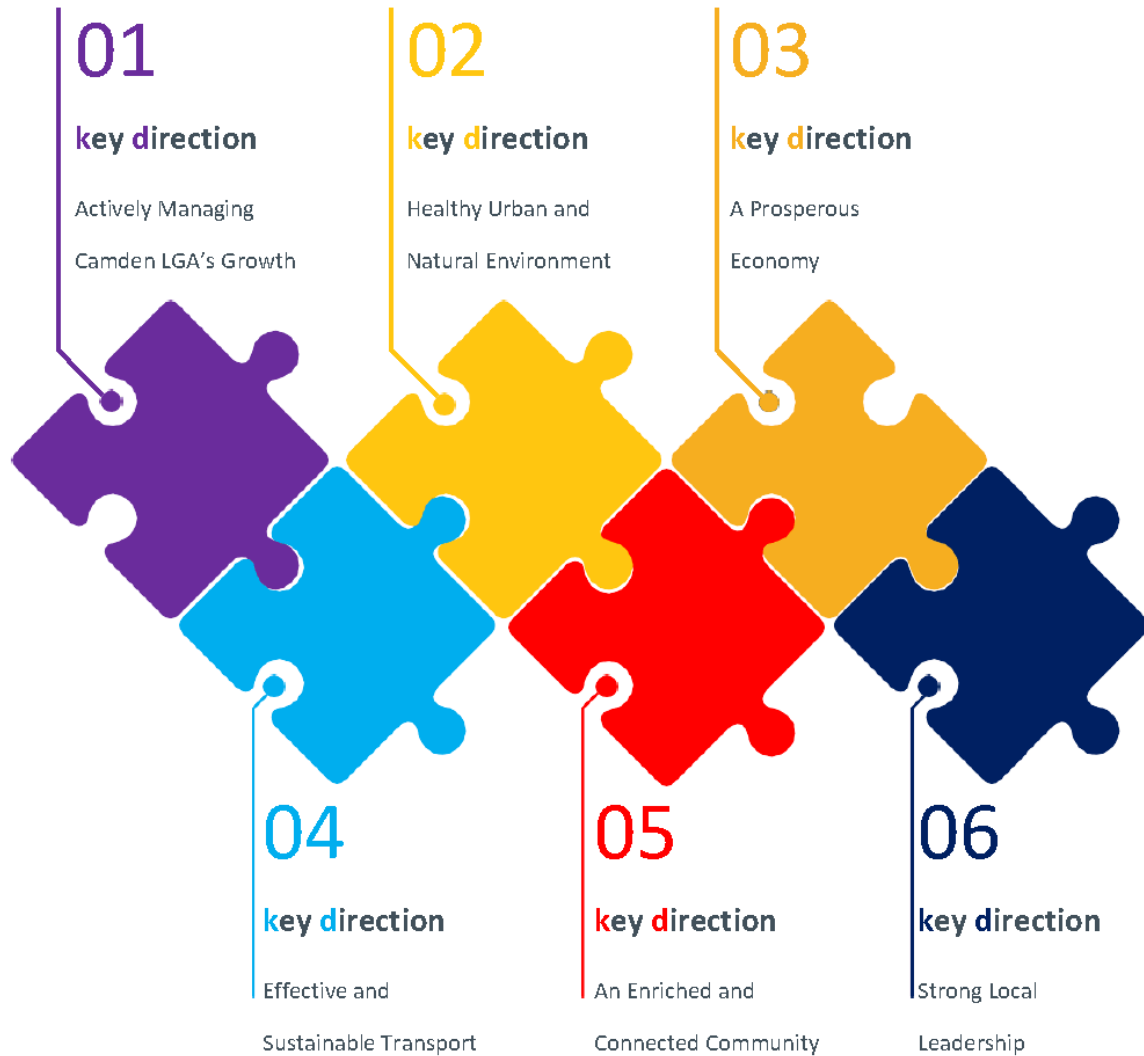 01
key direction
Actively Managing
Camden LGA's Growth
02
key direction
Healthy Urban and
Natural Environment
03
key direction
A Prosperous
Economy
04
key direction
Effective and
Sustainable Transport
05
key direction
An Enriched and
Connected Community
06
key direction
Strong Local
Leadership